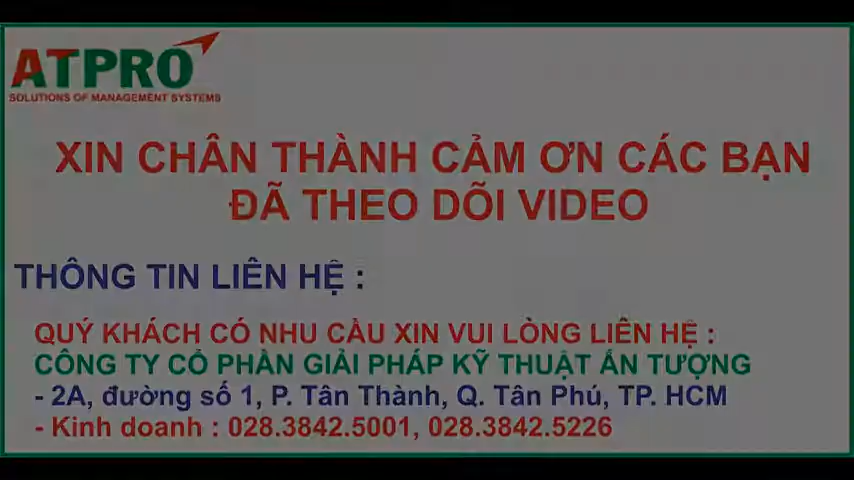 ATPRO
SOLUTIONS OF MANAGEMENT SYSTEMS
XIN CHÂN THÀNH CẢM ƠN CÁC BẠN
ĐÃ THEO DÕI VIDEO
THÔNG TIN LIÊN HỆ :
QUÝ KHÁCH CÓ NHU CẦU XIN VUI LÒNG LIÊN HỆ :
CÔNG TY CỔ PHẦN GIẢI PHÁP KỸ THUẬT ẤN TƯỢNG
- 2A, đường số 1, P. Tân Thành, Q. Tân Phú, TP. HCM
- Kinh doanh : 028.3842.5001, 028.3842.5226